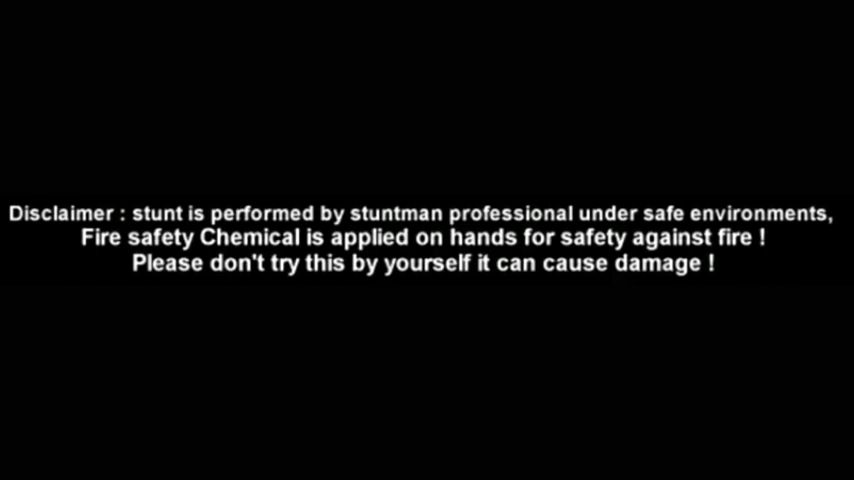 Disclaimer : stunt is performed by stuntman professional under safe environments,
Fire safety Chemical is applied on hands for safety against fire !
Please don't try this by yourself it can cause damage !